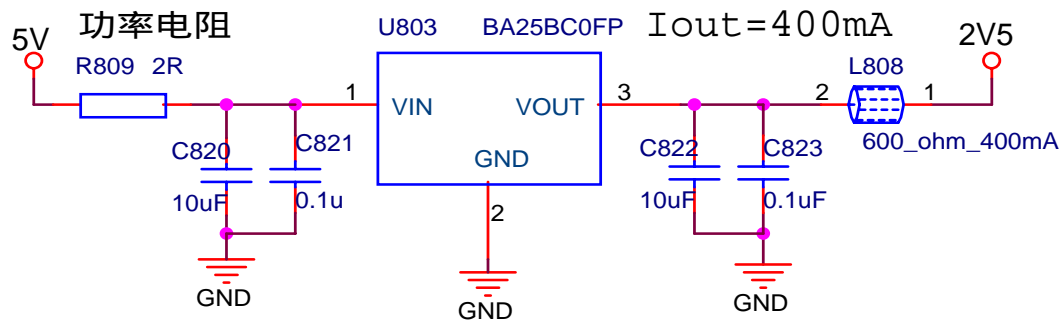 功率电阻
5V
R809 2R
U803 BA25BC0FP
Iout=400mA
2V5
L808
1
VIN
VOUT
3
2
1
GND
2
C820
10uF
C821
0.1u
C822
10uF
C823
0.1uF
600_ohm_400mA
GND
GND
GND